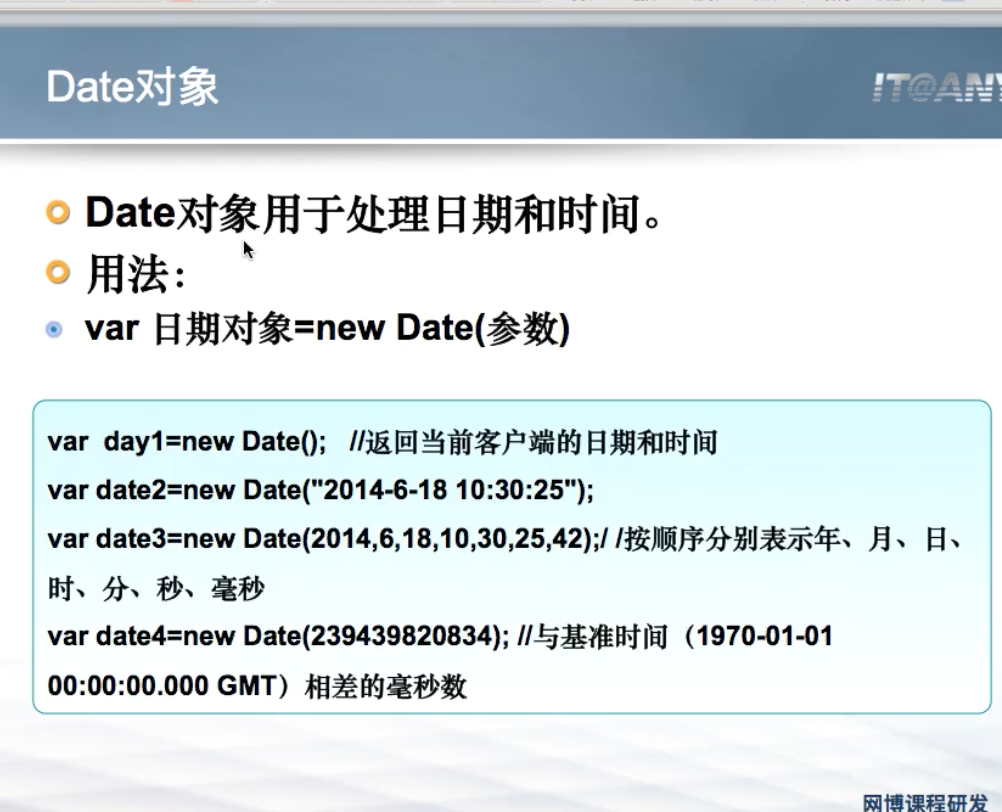 Date对象
IT@ANY
Date对象用于处理日期和时间。
用法：
var 日期对象=new Date(参数)
var  day1=new Date();   //返回当前客户端的日期和时间
var date2=new Date("2014-6-18 10:30:25");
var date3=new Date(2014,6,18,10,30,25,42);/ /按顺序分别表示年、月、日、
时、分、秒、毫秒
var date4=new Date(239439820834); //与基准时间（1970-01-01
00:00:00.000 GMT）相差的毫秒数
网博课程研发